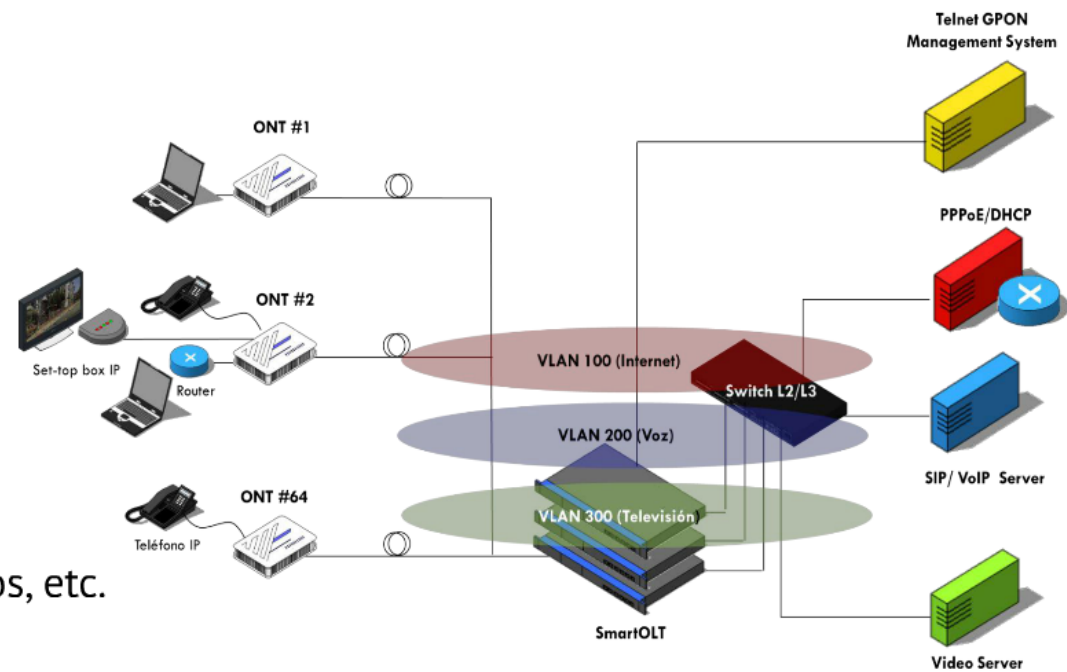 Telnet GPON
Management System
ONT #1
PPPoE/DHCP
ONT #2
Set-top box IP
Router
VLAN 100 (Internet)
Switch L2/L3
VLAN 200 (Voz)
SIP/ VoIP Server
ONT #64
VLAN 300 (Televisión)
Teléfono IP
os, etc.
SmartOLT
Video Server